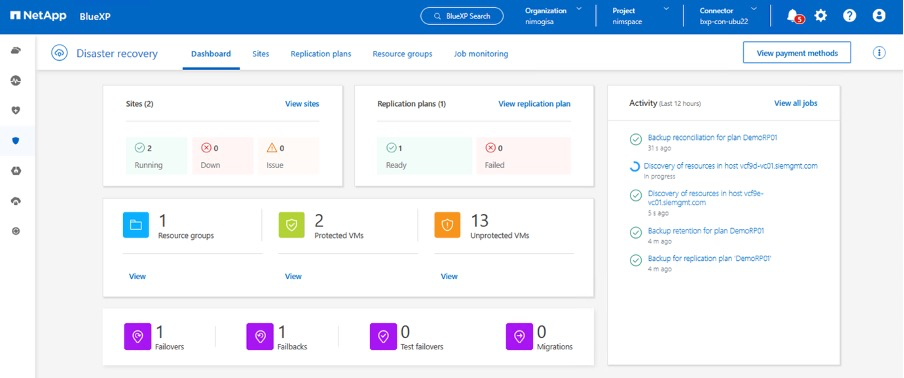 NetApp BlueXP
BlueXP Search
Organization
nimogisa
Project
nimspace
Connector
bxp-con-ubu22
5
Disaster recovery
Dashboard
Sites
Replication plans
Resource groups
Job monitoring
View payment methods
Sites (2)
View sites
2
Running
0
Down
0
Issue
Replication plans (1)
View replication plan
1
Ready
0
Failed
Activity (Last 12 hours)
View all jobs
Backup reconciliation for plan DemoRP01
31 s ago
Discovery of resources in host vcf9d-vc01.siemgmt.com
In progress
Discovery of resources in host vcf9e-
vc01.siemgmt.com
5 s ago
Backup retention for plan DemoRP01
4 m ago
Backup for replication plan 'DemoRP01'
4 m ago
1
Resource groups
View
2
Protected VMs
View
13
Unprotected VMs
View
1
Failovers
1
Failbacks
0
Test failovers
0
Migrations